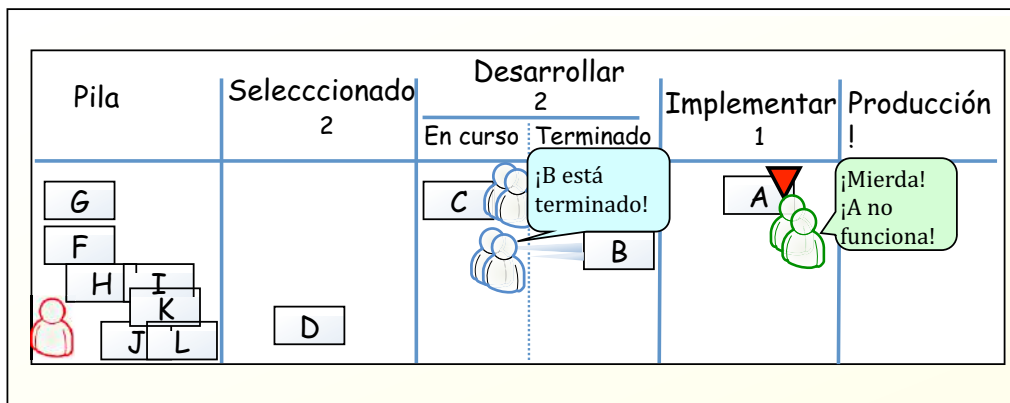 Pila
Selecccionado
2
Desarrollar
2
En curso
Terminado
Implementar
1
Producción
!
G
F
H
I
K
J
L
D
C
¡B está
terminado!
B
A
¡Mierda!
¡A no
funciona!